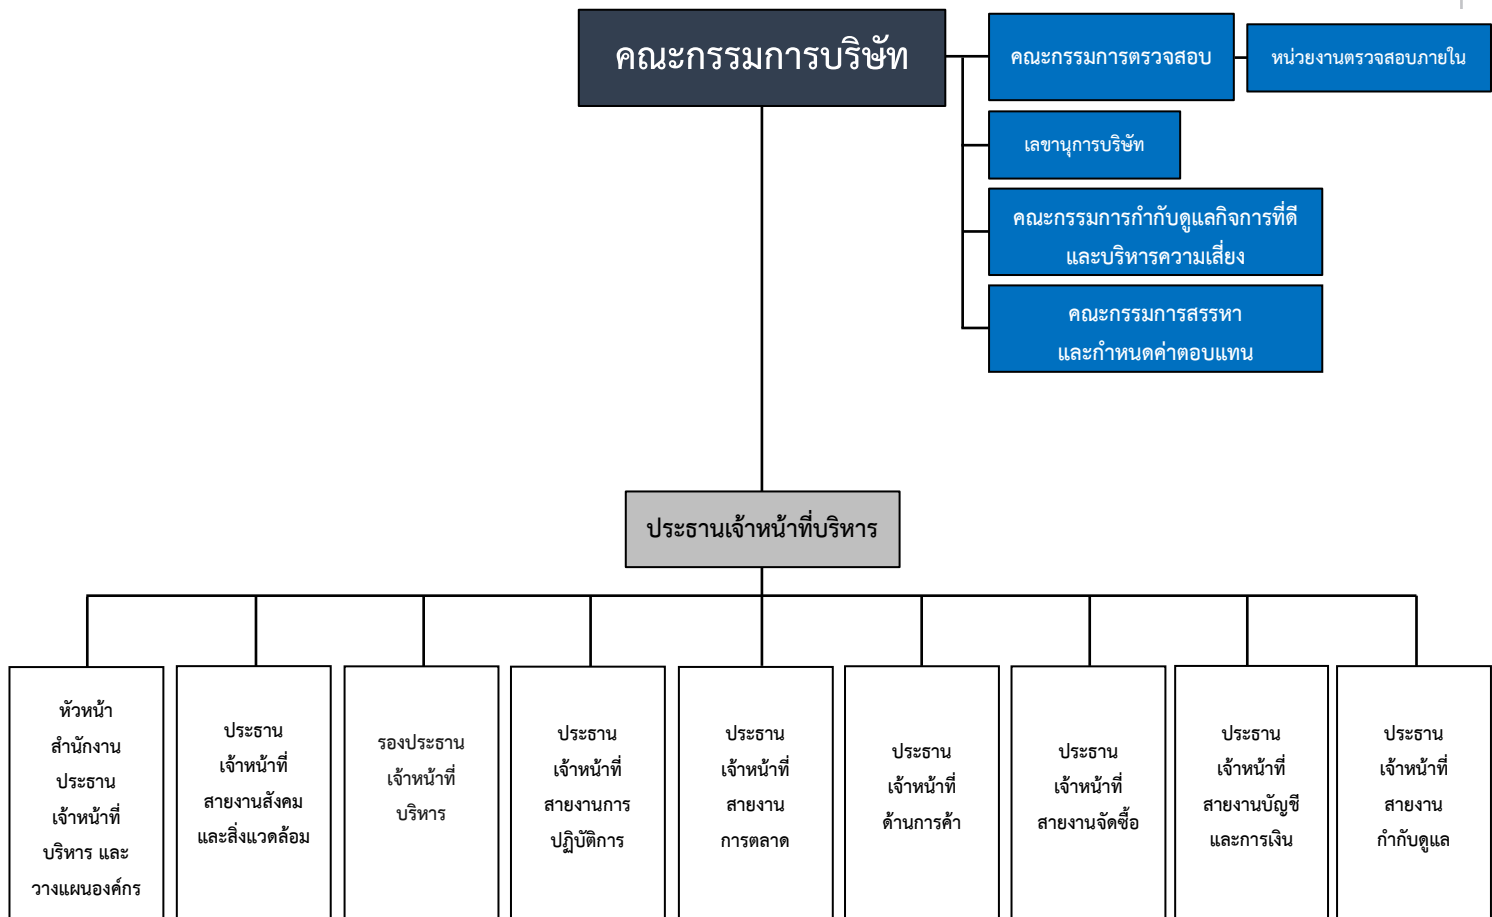 คณะกรรมการบริษัท
คณะกรรมการตรวจสอบ
หน่วยงานตรวจสอบภายใน
เลขานุการบริษัท
คณะกรรมการกำกับดูแลกิจการที่ดี
และบริหารความเสี่ยง
คณะกรรมการสรรหา
และกำหนดค่าตอบแทน
ประธานเจ้าหน้าที่บริหาร
หัวหน้า
สำนักงาน
ประธาน
เจ้าหน้าที่
บริหาร และ
วางแผนองค์กร
ประธาน
เจ้าหน้าที่
สายงานสังคม
และสิ่งแวดล้อม
รองประธาน
เจ้าหน้าที่
บริหาร
ประธาน
เจ้าหน้าที่
สายงานการ
ปฏิบัติการ
ประธาน
เจ้าหน้าที่
สายงาน
การตลาด
ประธาน
เจ้าหน้าที่
ด้านการค้า
ประธาน
เจ้าหน้าที่
สายงานจัดซื้อ
ประธาน
เจ้าหน้าที่
สายงานบัญชี
และการเงิน
ประธาน
เจ้าหน้าที่
สายงาน
กำกับดูแล